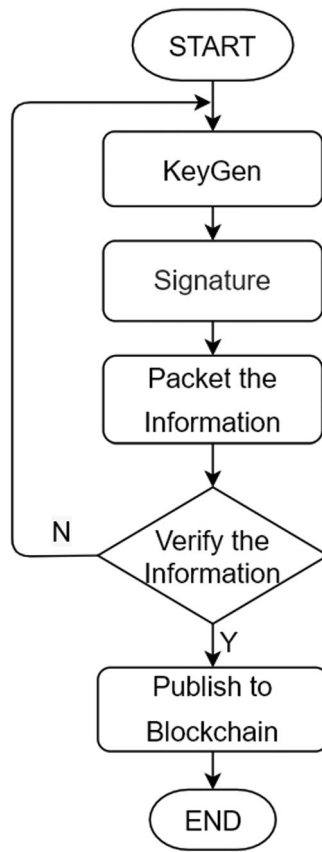 START
KeyGen
Signature
Packet the
Information
Verify the
Information
N
Y
Publish to
Blockchain
END